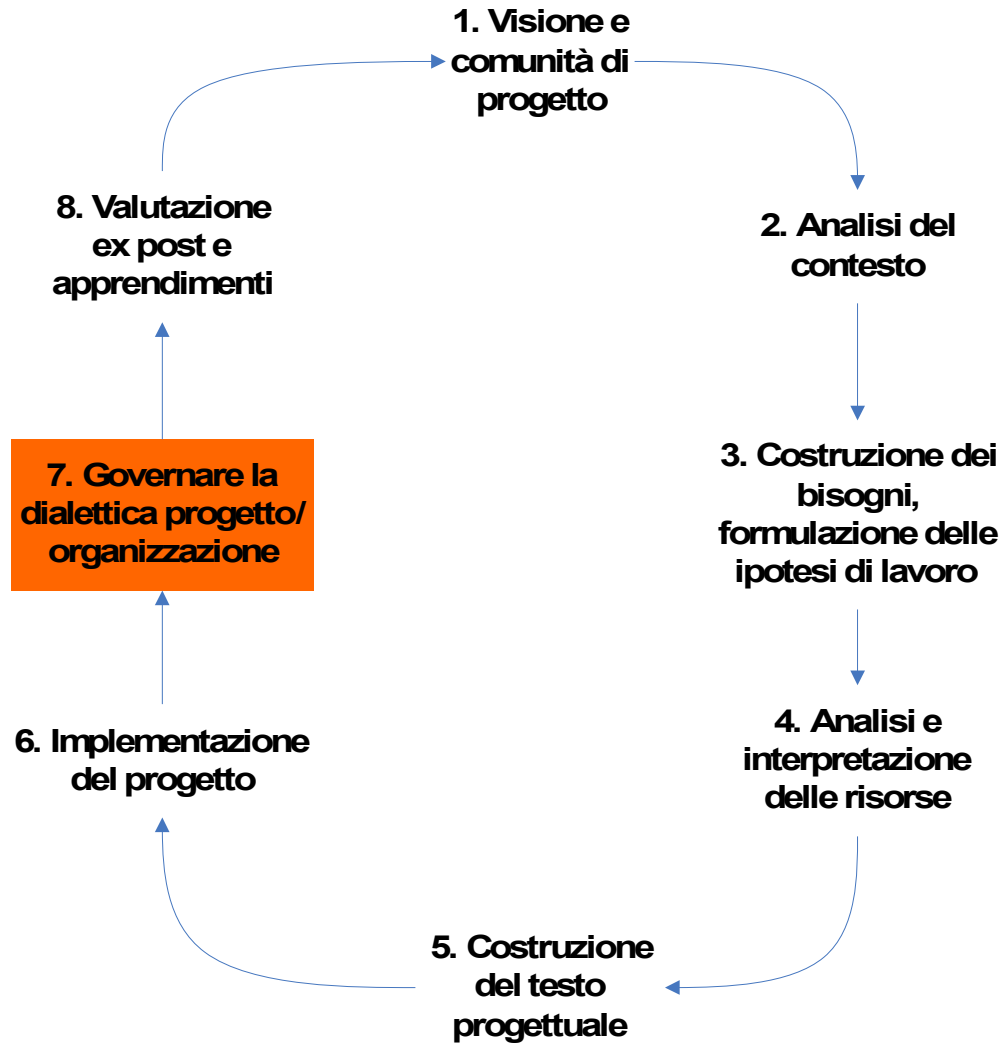 1. Visione e
comunità di
progetto
2. Analisi del
contesto
3. Costruzione dei
bisogni,
formulazione delle
ipotesi di lavoro
4. Analisi e
interpretazione
delle risorse
5. Costruzione
del testo
progettuale
6. Implementazione
del progetto
7. Governare la
dialettica progetto/
organizzazione
8. Valutazione
ex post e
apprendimenti